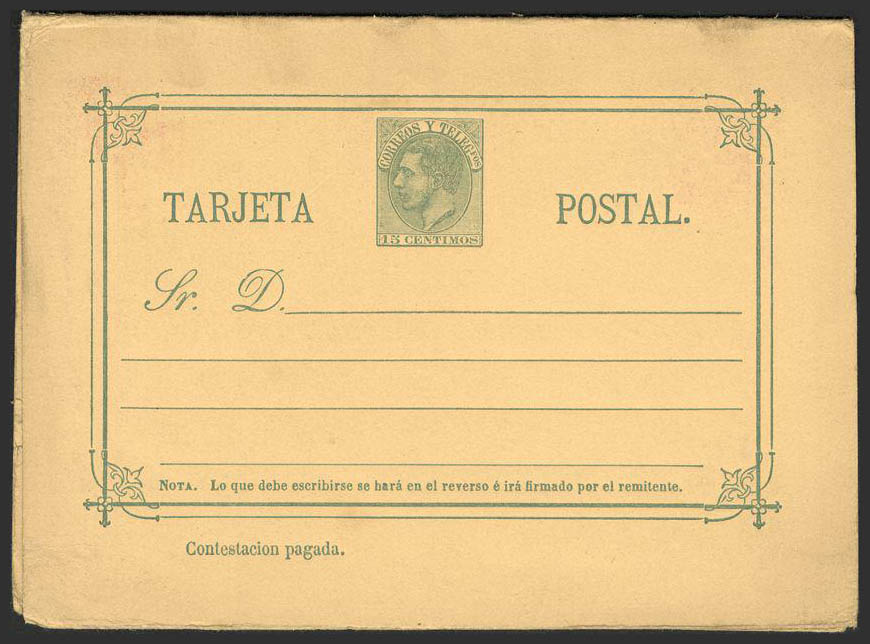 CORREOS Y TELEGFOS
15 CENTIMOS
TARJETA POSTAL.
Sr. D.
NOTA. Lo que debe escribirse se hará en el reverso é irá firmado por el remitente.
Contestacion pagada.